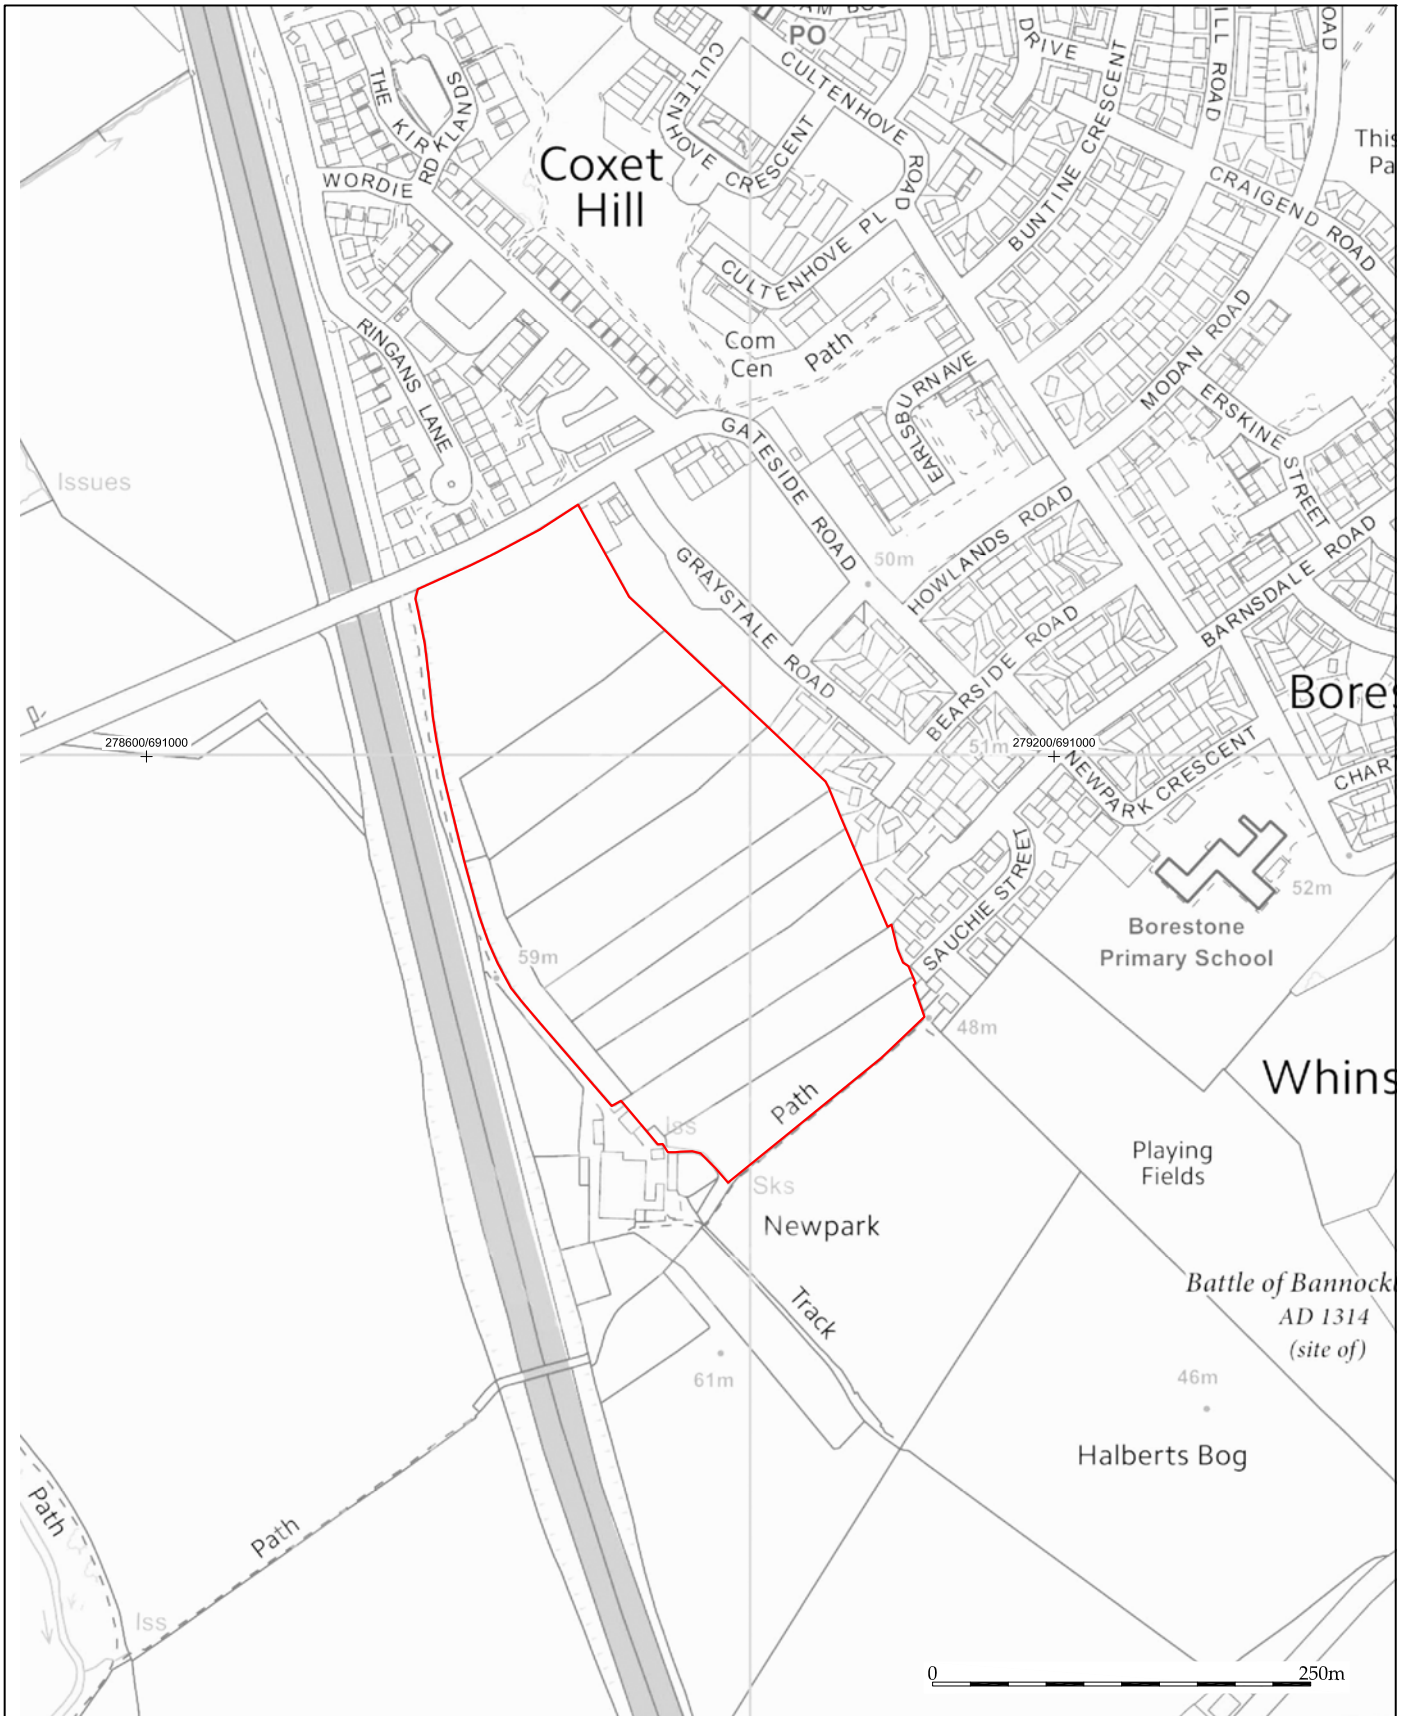 PO
DRIVE
HILL ROAD
CULTENHOVE ROAD
CULTENHOVE CRESCENT
THE KIRKLANDS
WORDIE RD
Coxet
Hill
BUNTINE CRESCENT
CRAIGEND ROAD
This
Pa
CULTENHOVE PL
RINGANS LANE
Com
Cen
Path
EARLSBURN AVE
MODAN ROAD
ERSKINE STREET
GATESIDE ROAD
Issues
HOWLANDS ROAD
BARNSDALE ROAD
50m
GRAYSTALE ROAD
BEARSIDE ROAD
Bores
278600/691000
51m
279200/691000
NEWPARK CRESCENT
CHART
SAUCHIE STREET
52m
Borestone
Primary School
59m
48m
Whins
Path
Iss
Playing
Fields
Sks
Newpark
Battle of Bannock
AD 1314
(site of)
Track
61m
46m
Halberts Bog
Path
Path
Iss
0 250m